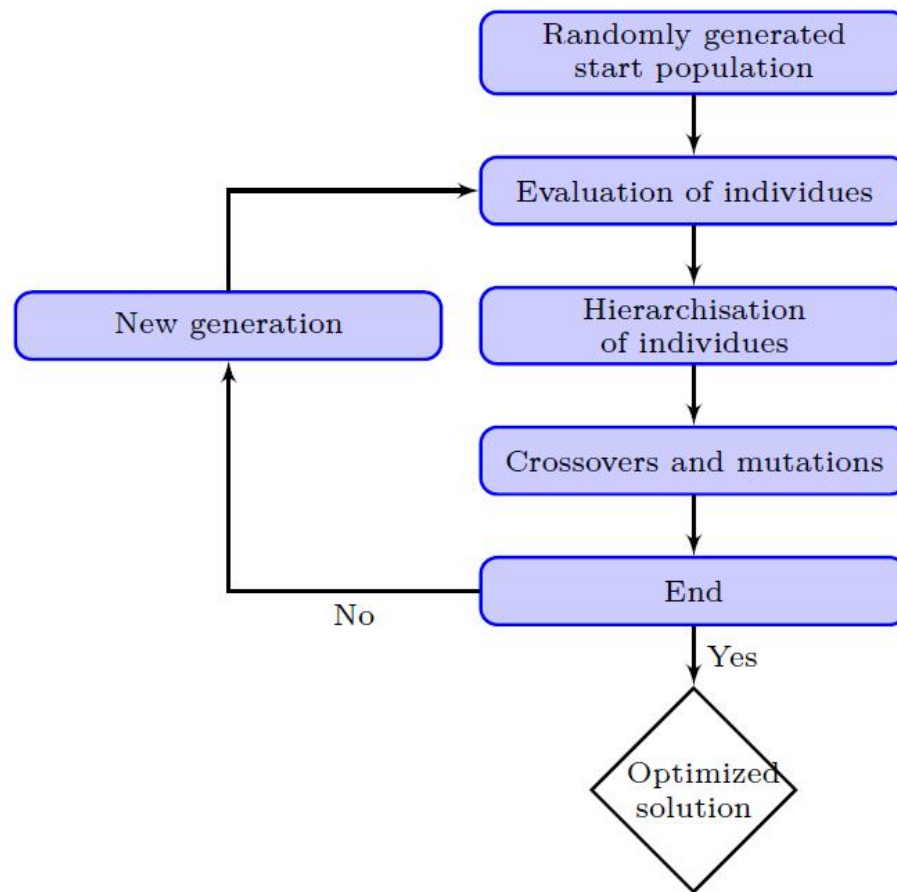 Randomly generated
start population
Evaluation of individues
Hierarchisation
of individues
New generation
Crossovers and mutations
End
No
Yes
Optimized
solution